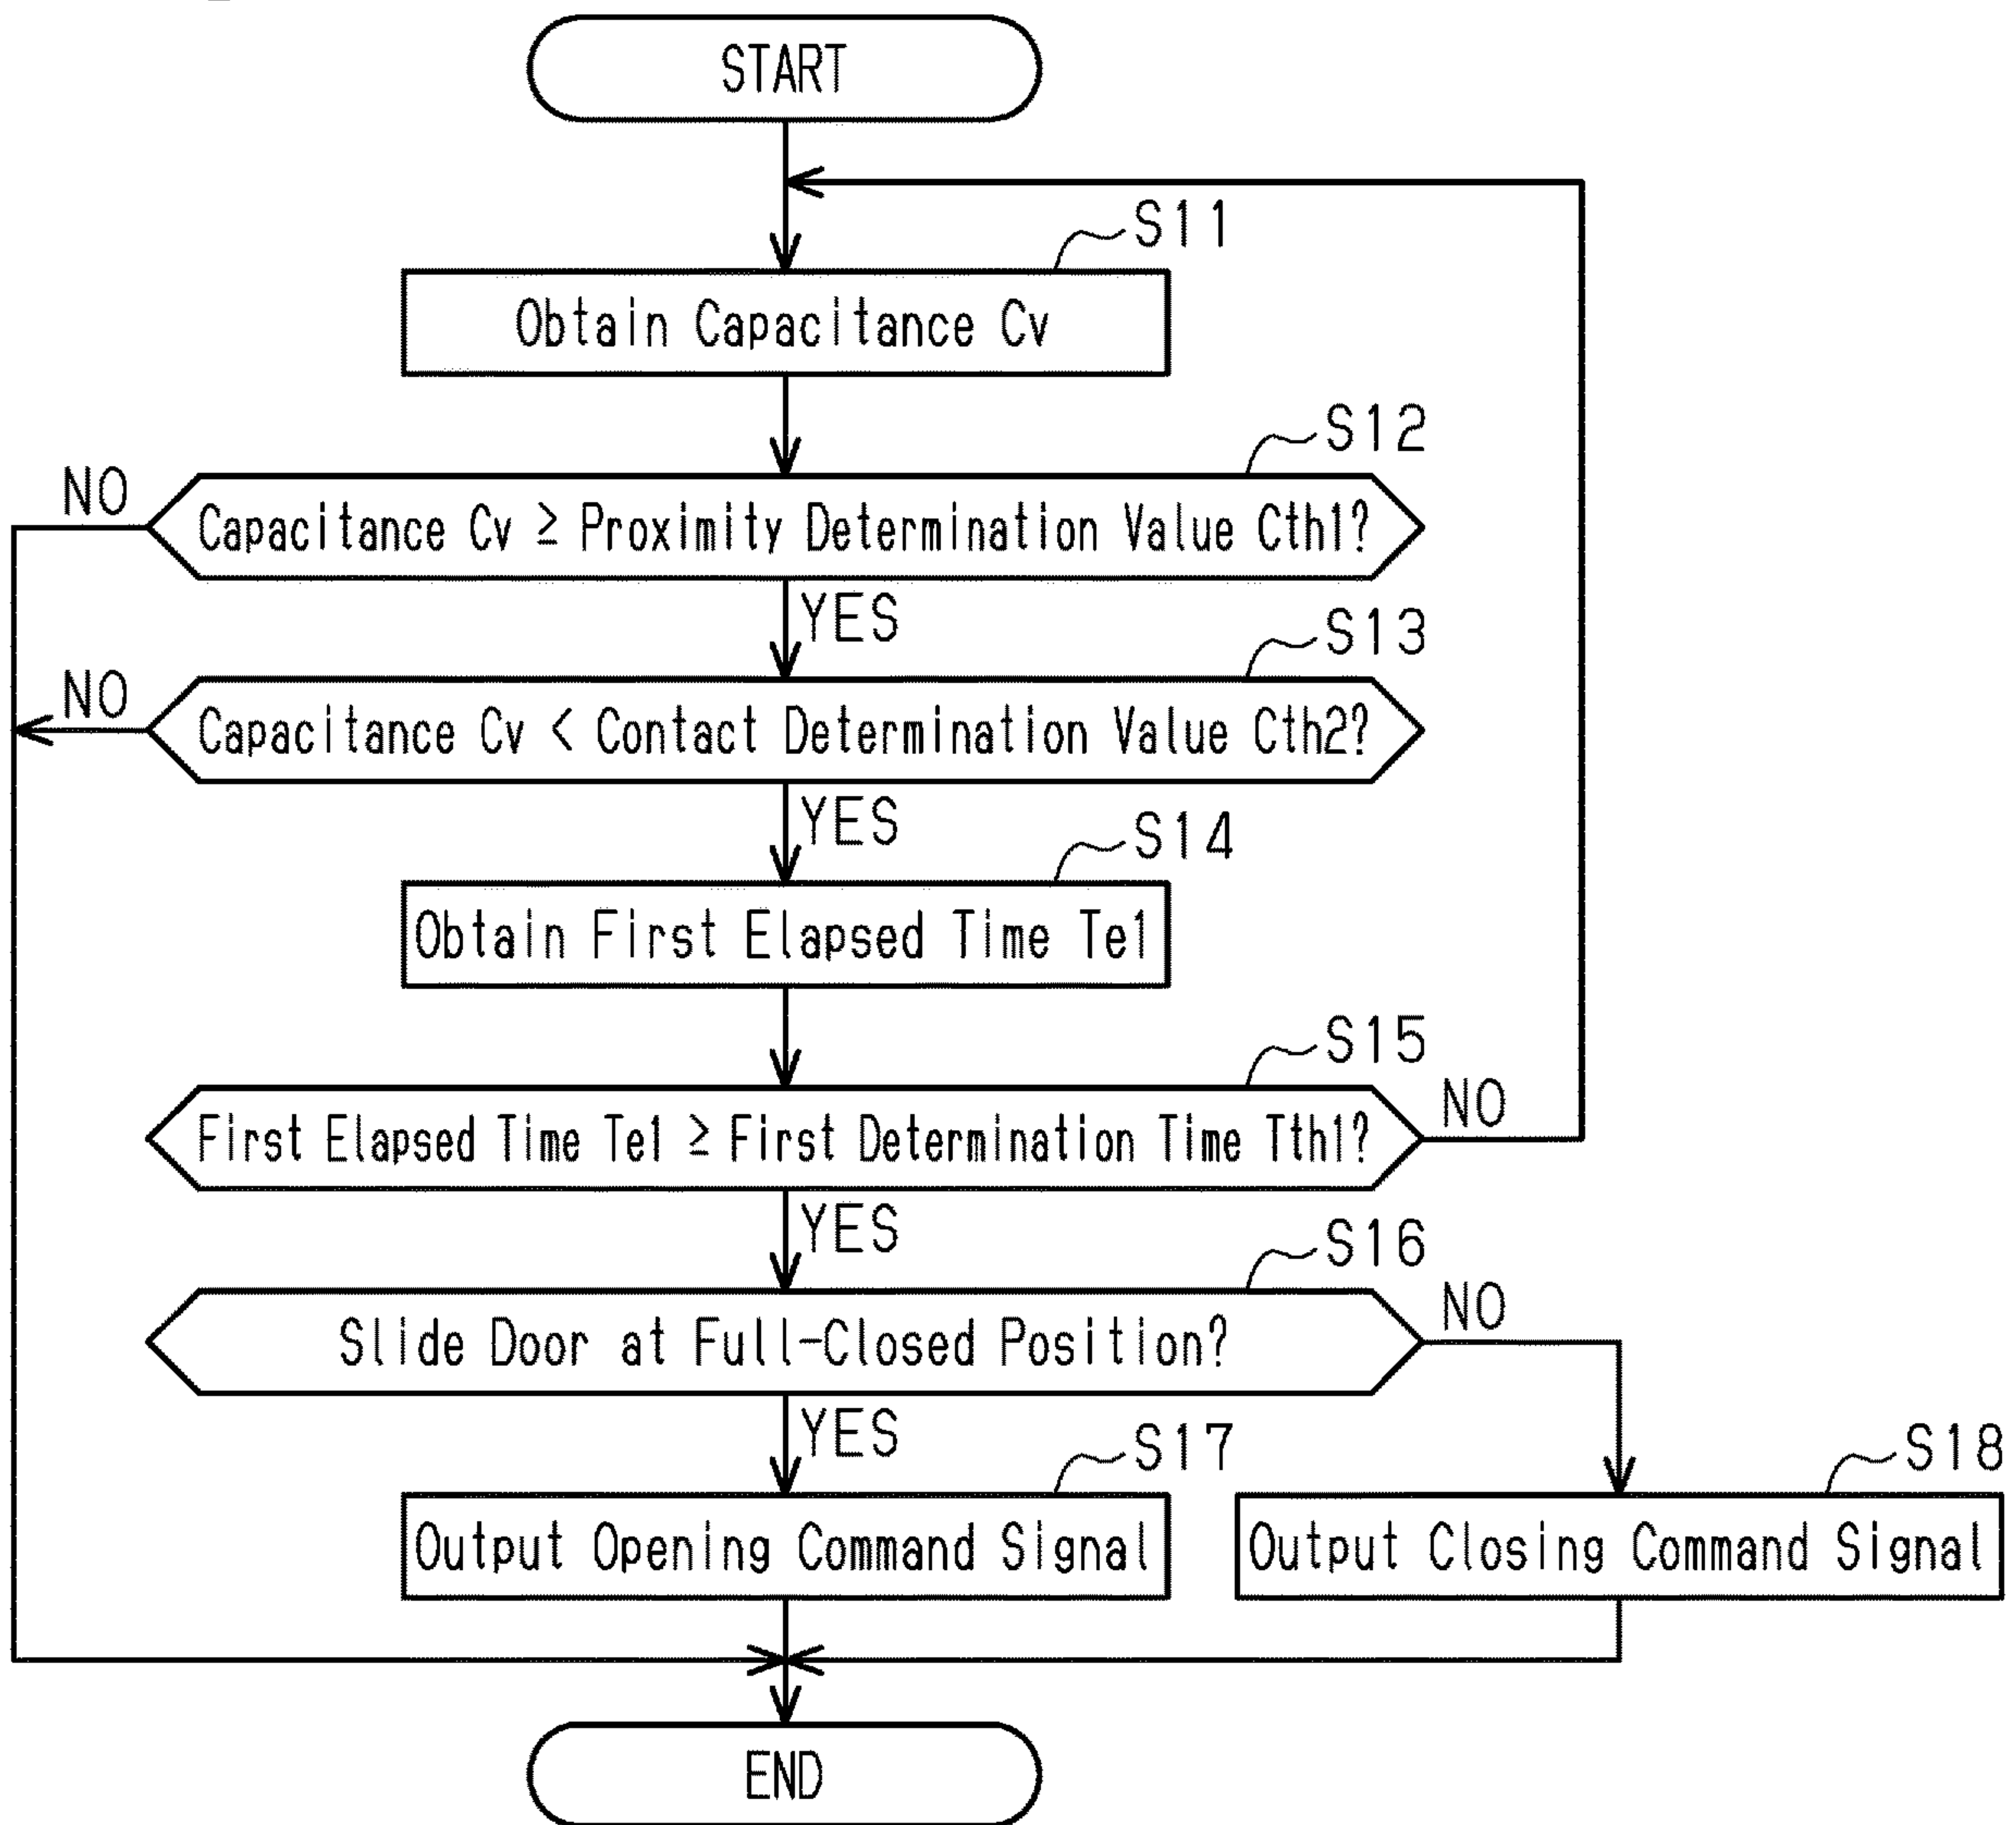 START
S11
Obtain Capacitance Cv
S12
NO
Capacitance Cv ≥ Proximity Determination Value Cth1?
YES
S13
NO
Capacitance Cv < Contact Determination Value Cth2?
YES
S14
Obtain First Elapsed Time Te1
S15
First Elapsed Time Te1 ≥ First Determination Time Tth1?
NO
YES
S16
Slide Door at Full-Closed Position?
NO
YES
S17
S18
Output Opening Command Signal
Output Closing Command Signal
END